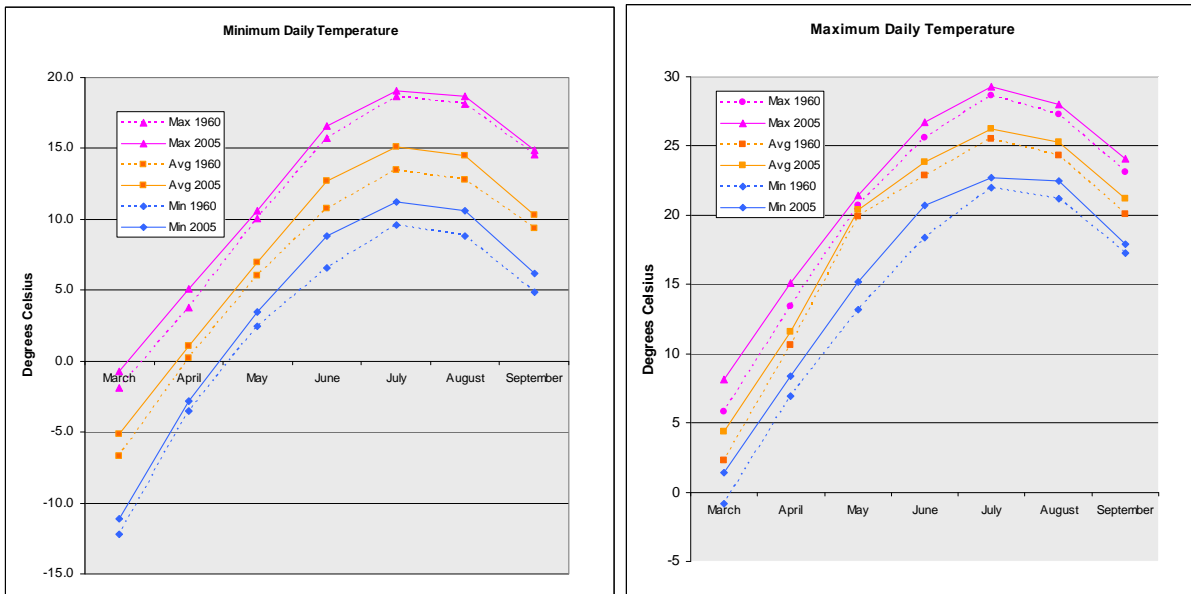 Minimum Daily Temperature
20.0
15.0
10.0
5.0
0.0
-5.0
-10.0
-15.0
Degrees Celsius
Max 1960
Max 2005
Avg 1960
Avg 2005
Min 1960
Min 2005
March April May June July August September
Maximum Daily Temperature
30
25
20
15
10
5
0
-5
Degrees Celsius
Max 1960
Max 2005
Avg 1960
Avg 2005
Min 1960
Min 2005
March April May June July August September